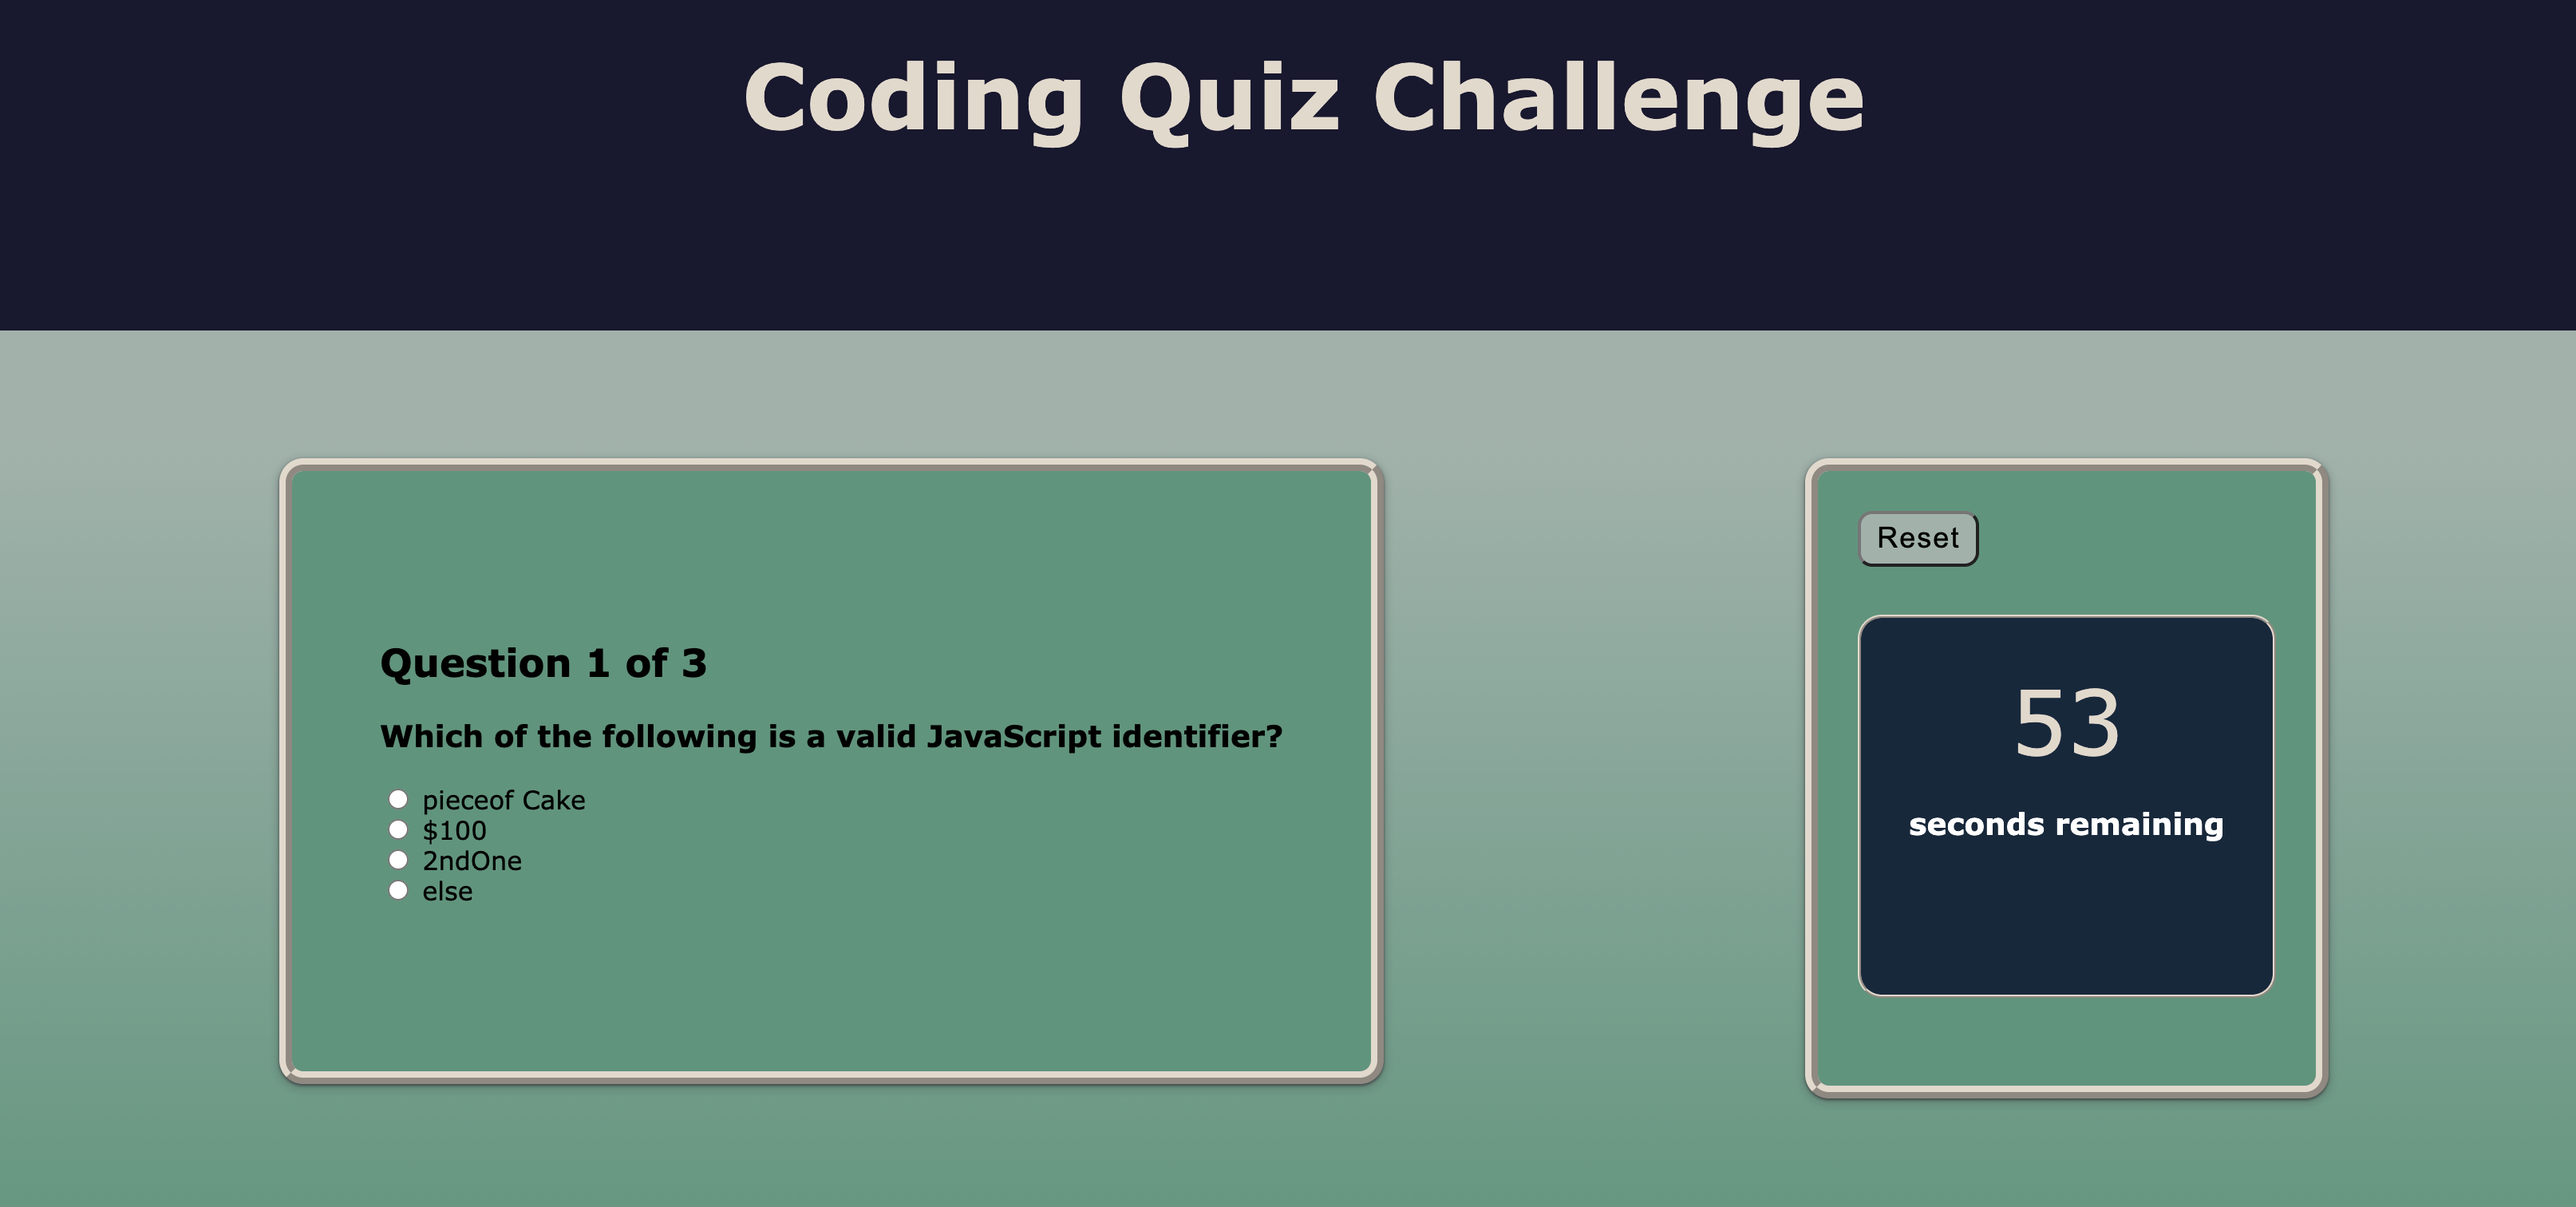 Coding Quiz Challenge
Question 1 of 3
Which of the following is a valid JavaScript identifier?
pieceof Cake
$100
2ndOne
else
Reset
53
seconds remaining